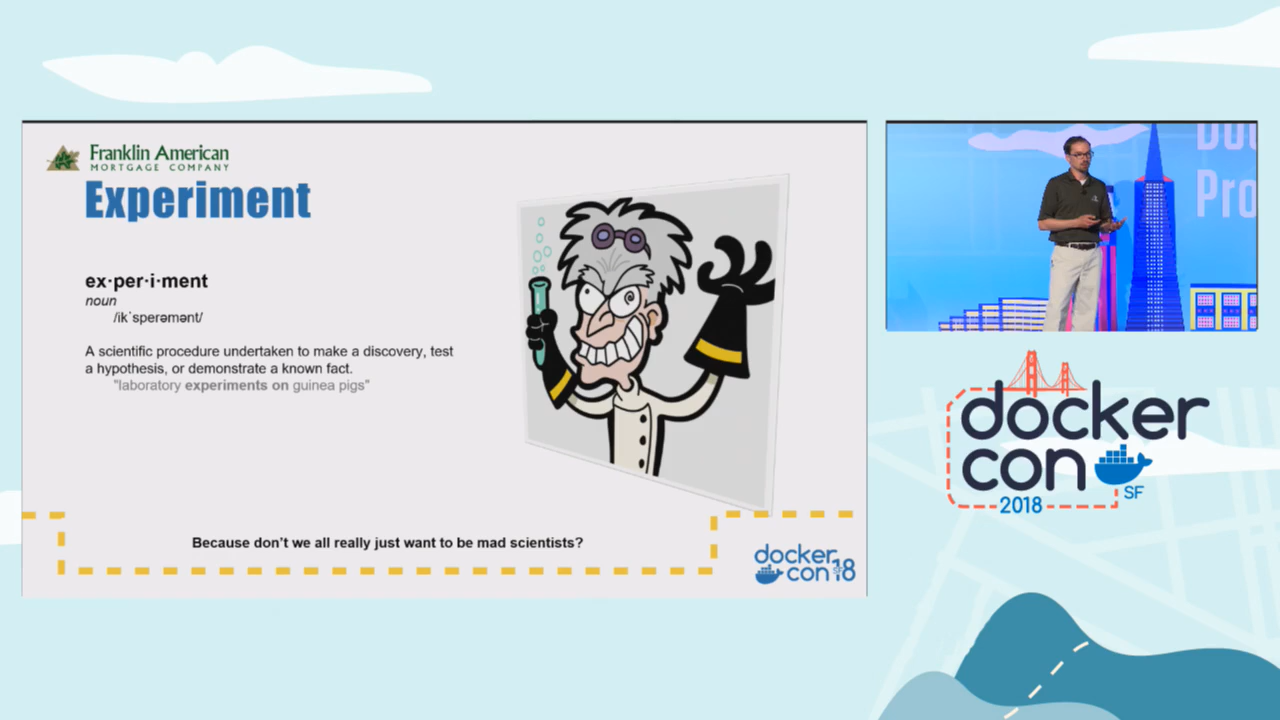 Franklin American
MORTGAGE COMPANY
Experiment
ex·per·i·ment
noun
/ikˈsperəmənt/
A scientific procedure undertaken to make a discovery, test
a hypothesis, or demonstrate a known fact.
"laboratory experiments on guinea pigs"
Because don't we all really just want to be mad scientists?
docker
con18
Pro
docker
con
SF
2018